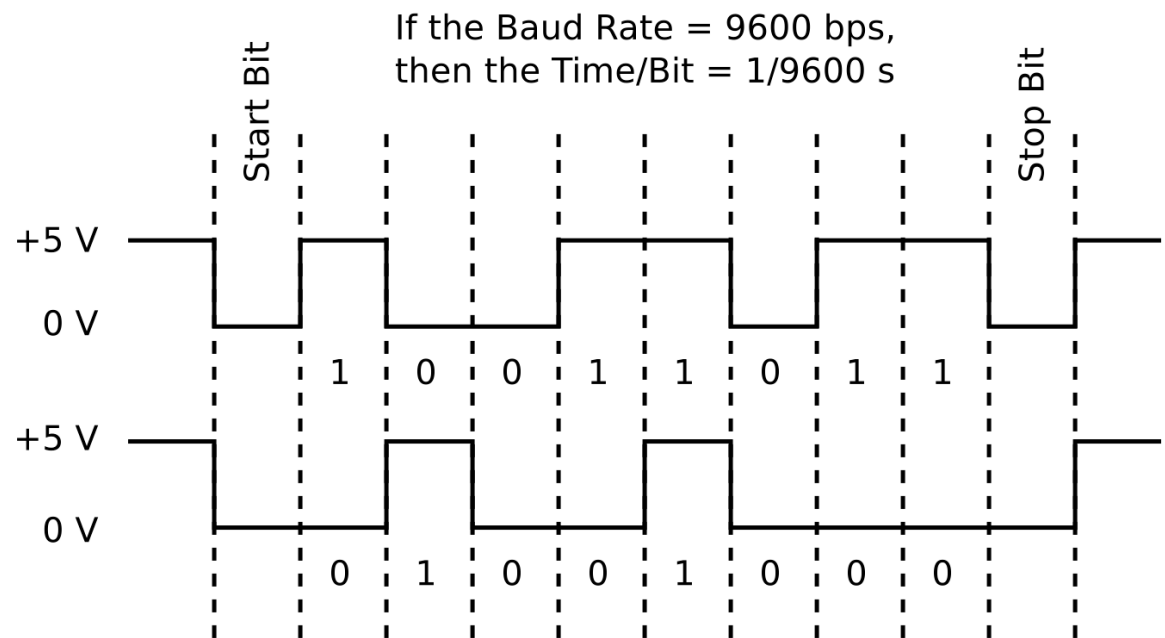 If the Baud Rate = 9600 bps,
then the Time/Bit = 1/9600 s
Start Bit
Stop Bit
+5 V
0 V
1 0 0 1 1 0 1 1
+5 V
0 V
0 1 0 0 1 0 0 0